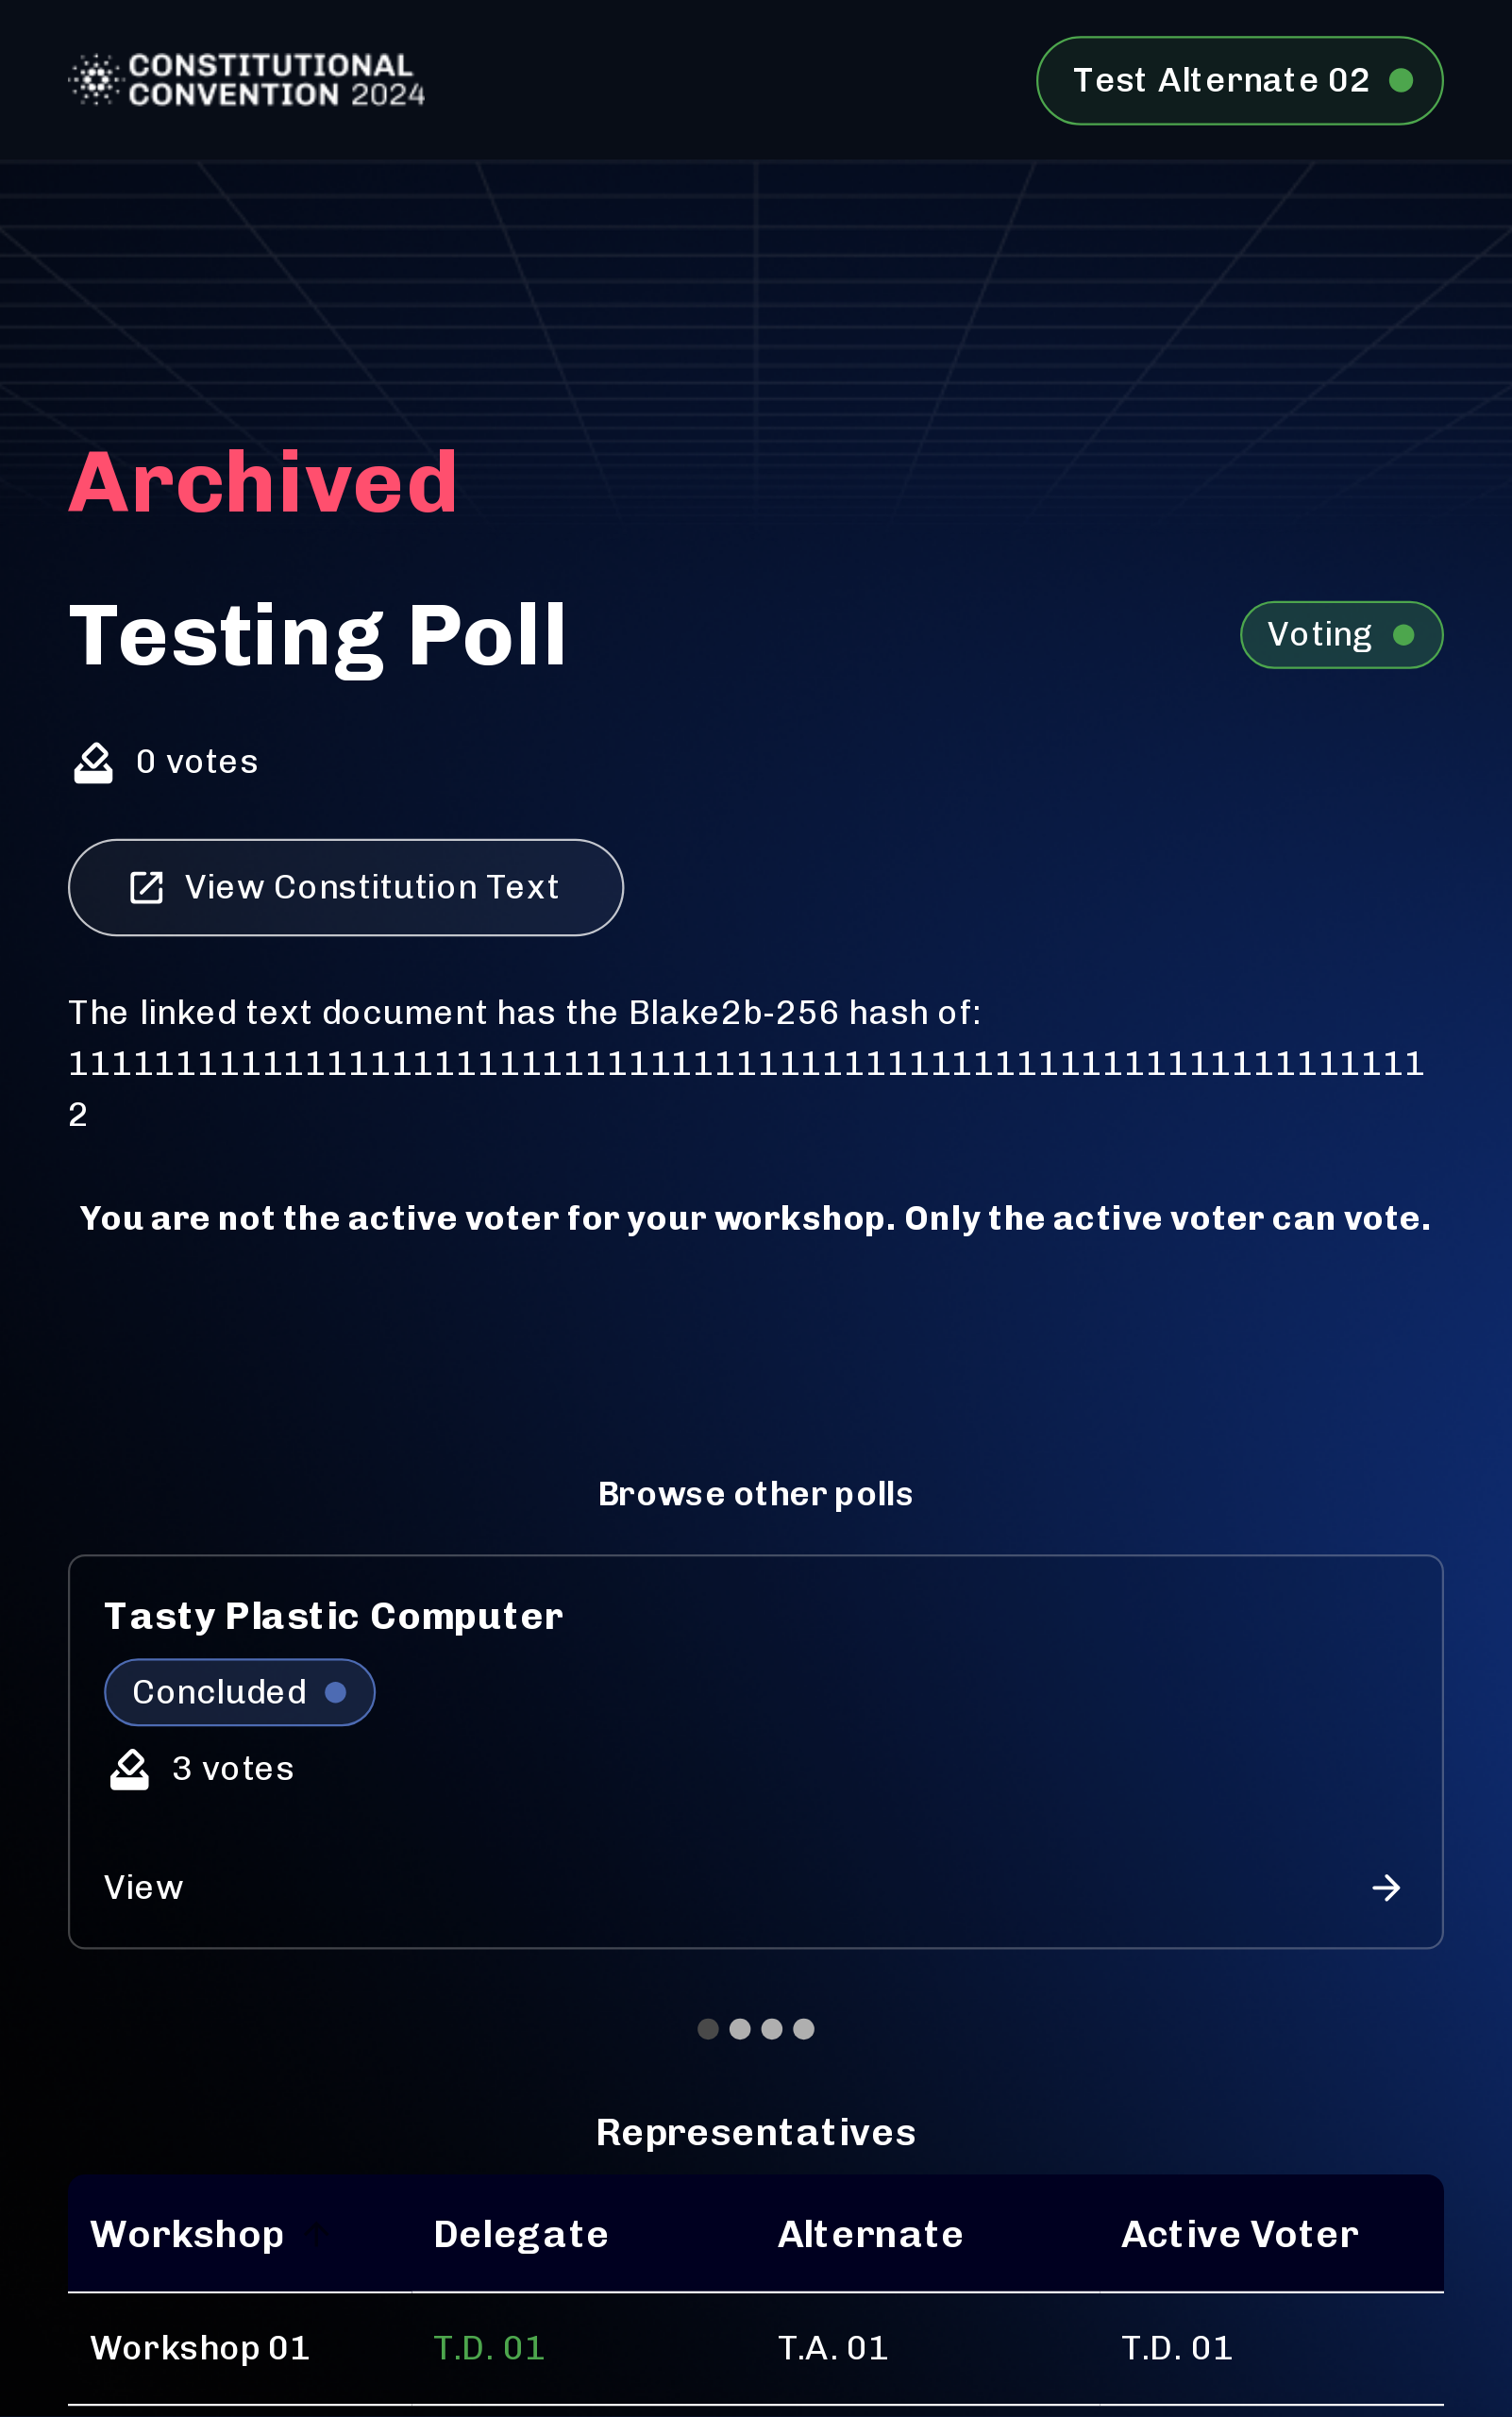 CONSTITUTIONAL
CONVENTION 2024
Test Alternate 02
Archived
Testing Poll
Voting
0 votes
View Constitution Text
The linked text document has the Blake2b-256 hash of:
111111111111111111111111111111111111111111111111111111111111111
2
You are not the active voter for your workshop. Only the active voter can vote.
Browse other polls
Tasty Plastic Computer
Concluded
3 votes
View
Representatives
Workshop Delegate Alternate Active Voter
Workshop 01 T.D. 01 T.A. 01 T.D. 01